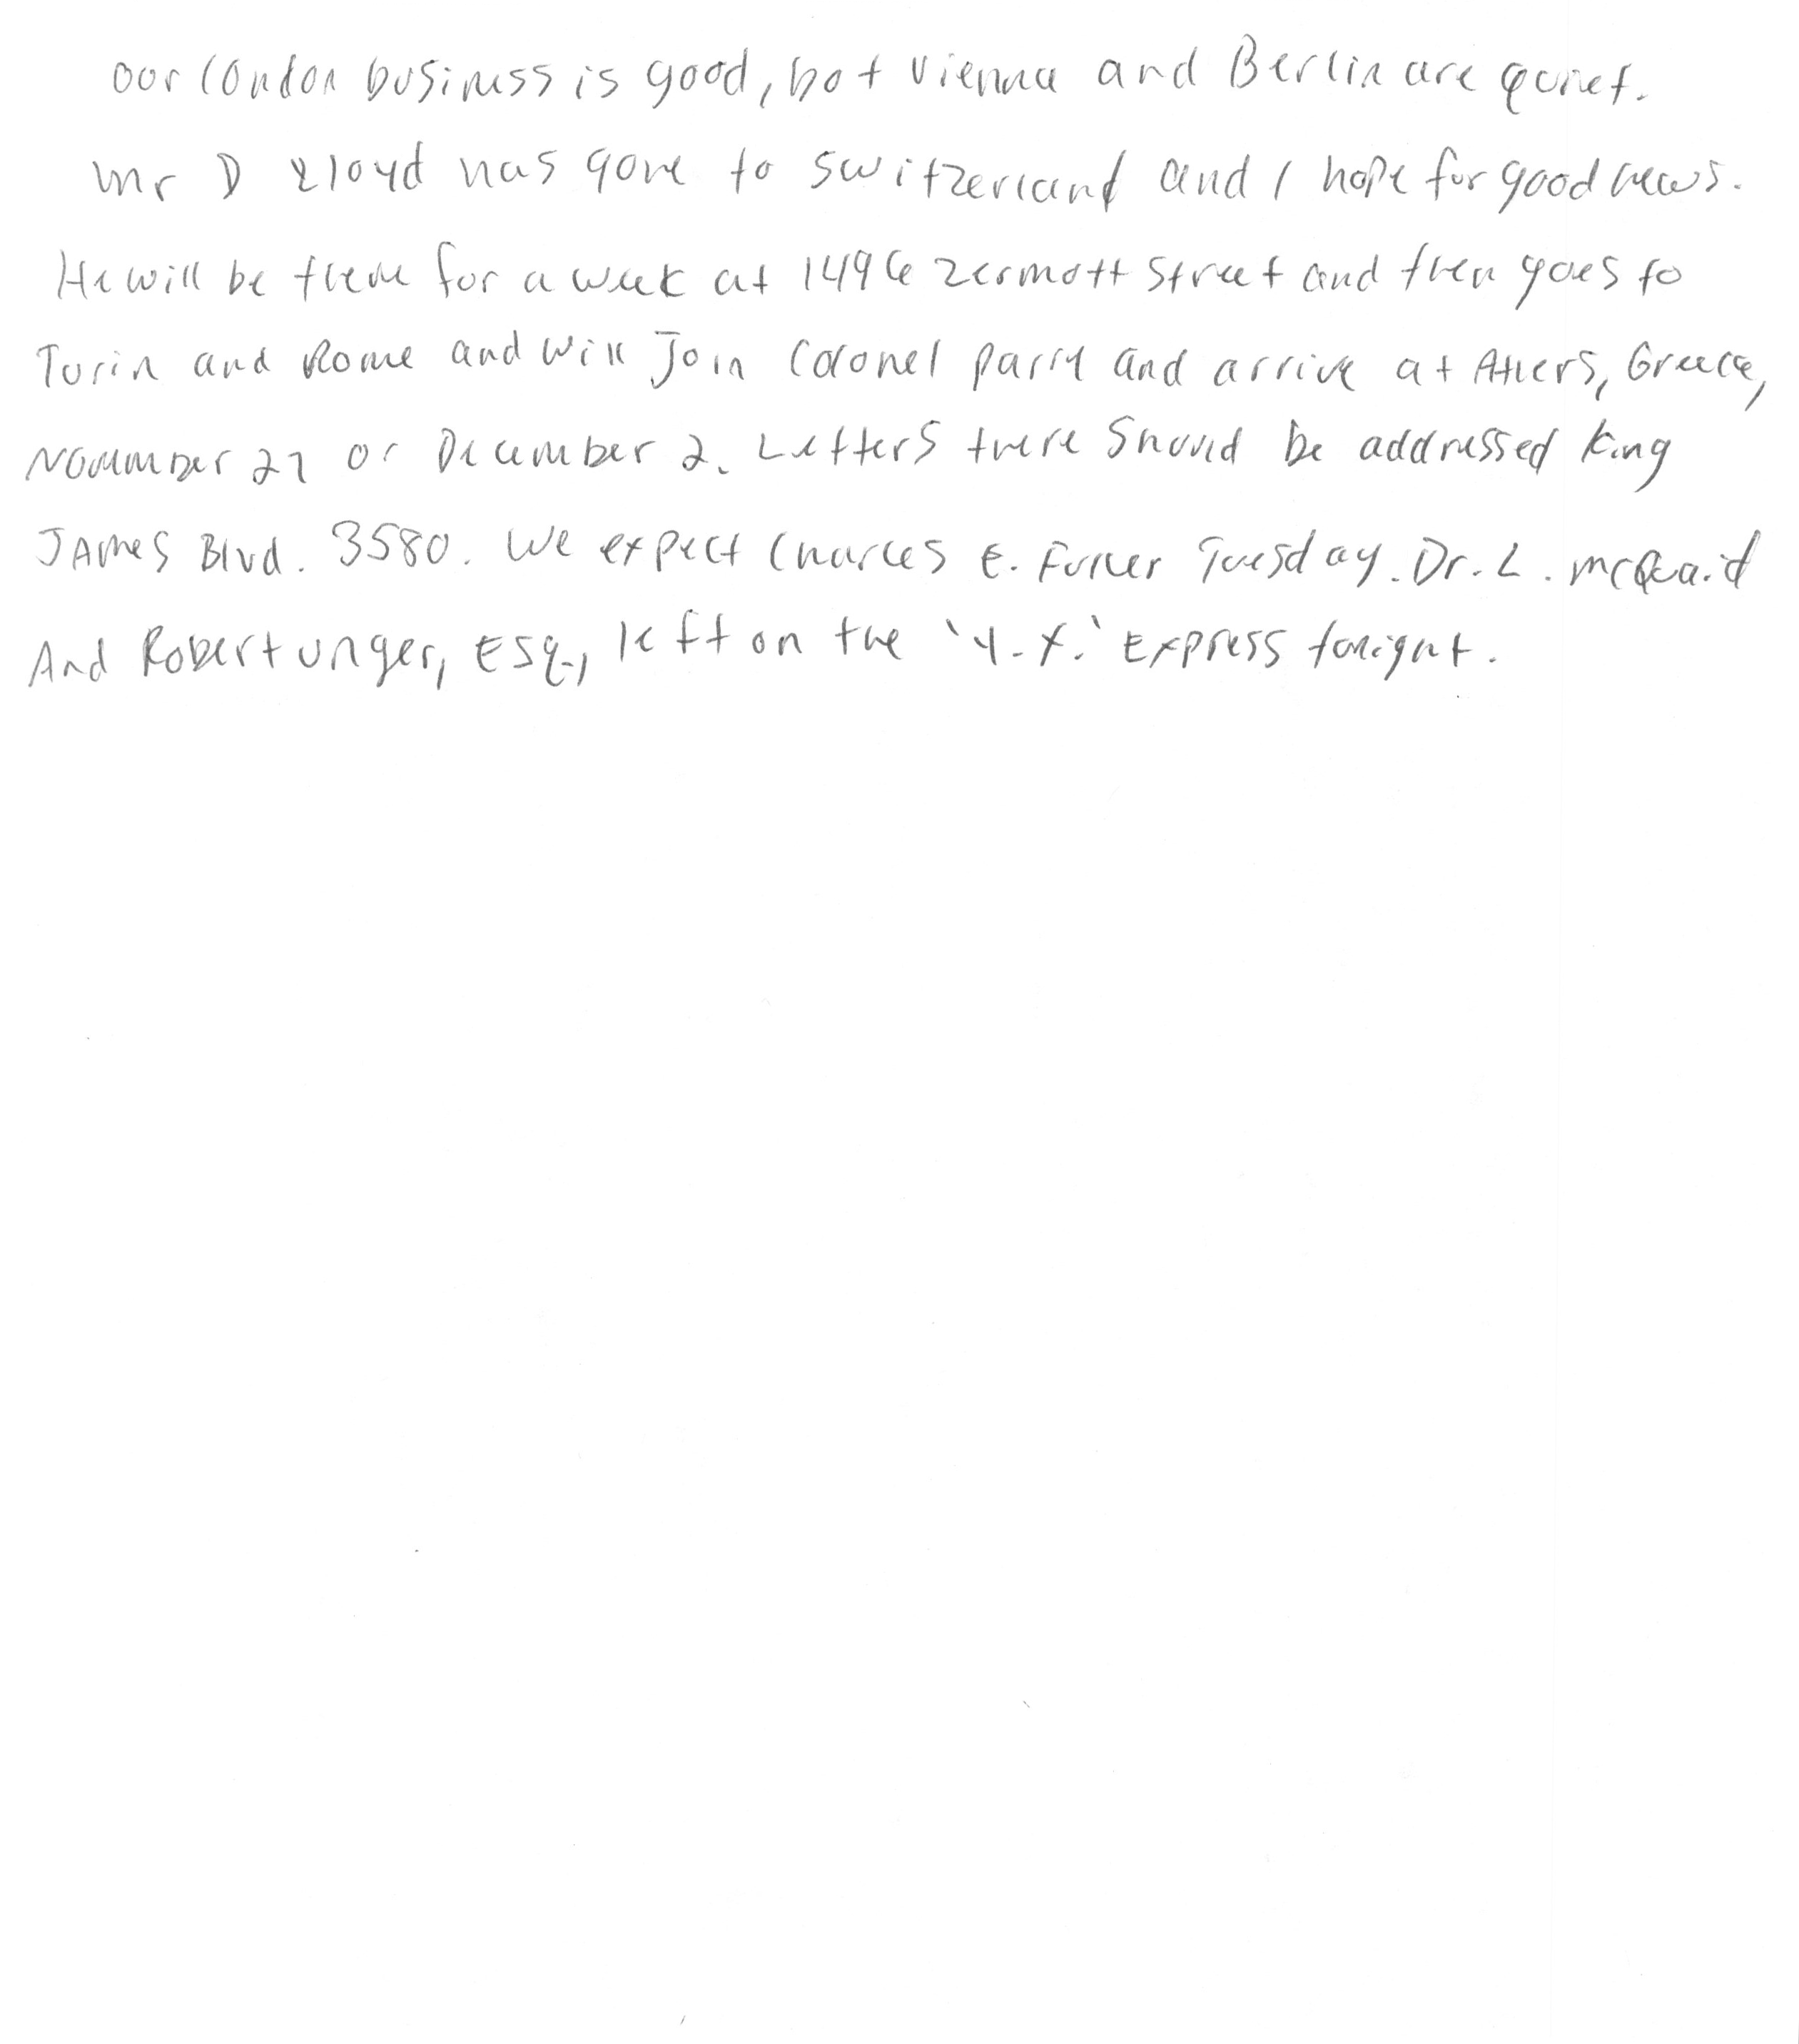 Our London business is good, but Vienna and Berlin are quiet.
Mr D Lloyd has gone to Switzerland and I hope for good news.
He will be there for a week at 1496 Zermott Street and then goes to
Turin and Rome and will join Colonel Parry and arrive at Athens, Greece,
November 27 or December 2. Letters there should be addressed King
James Blvd. 3580. We expect Charles E. Fuller Tuesday. Dr. L. McQuaid
And Robert Unger, Esq., left on the 'Y.X.' Express tonight.